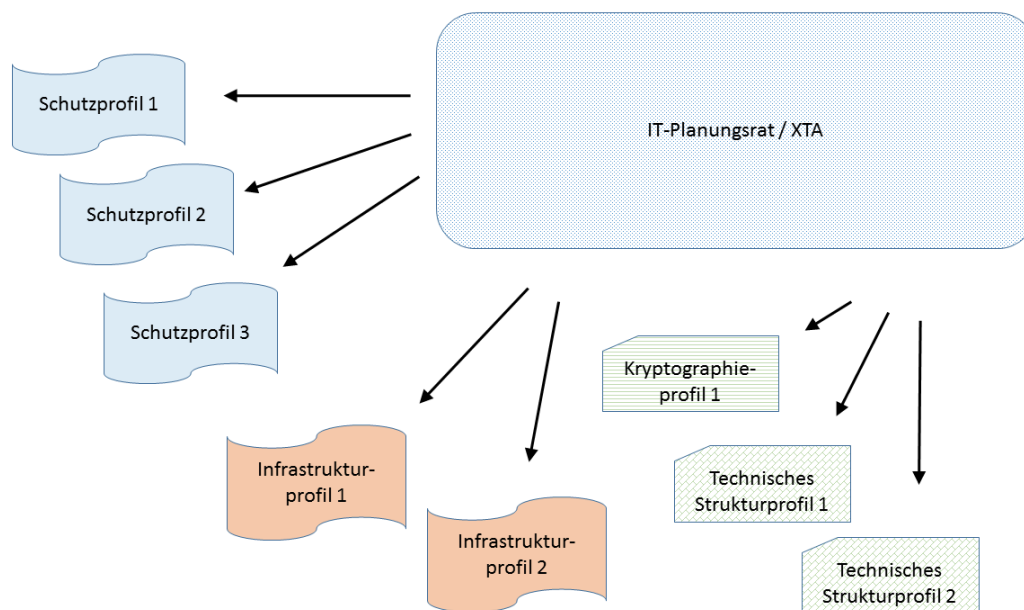 IT-Planungsrat / XTA
Schutzprofil 1
Schutzprofil 2
Schutzprofil 3
Kryptographie-
profil 1
Infrastruktur-
profil 1
Technisches
Strukturprofil 1
Infrastruktur-
profil 2
Technisches
Strukturprofil 2